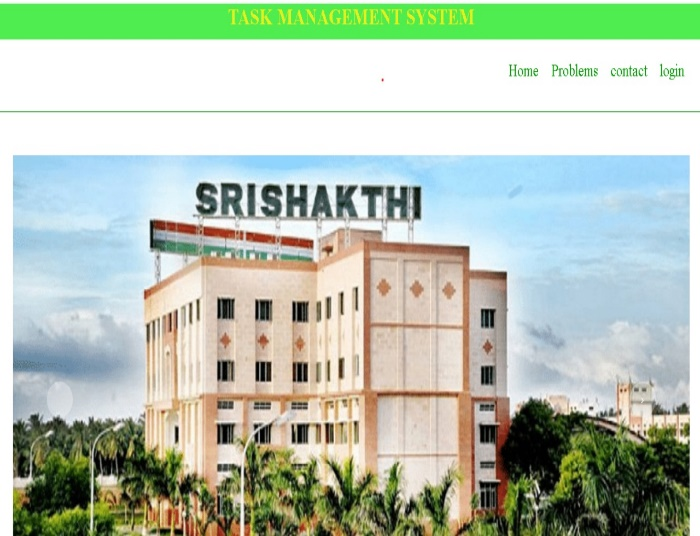 TASK MANAGEMENT SYSTEM
Home Problems contact login
SRISHAKTHI